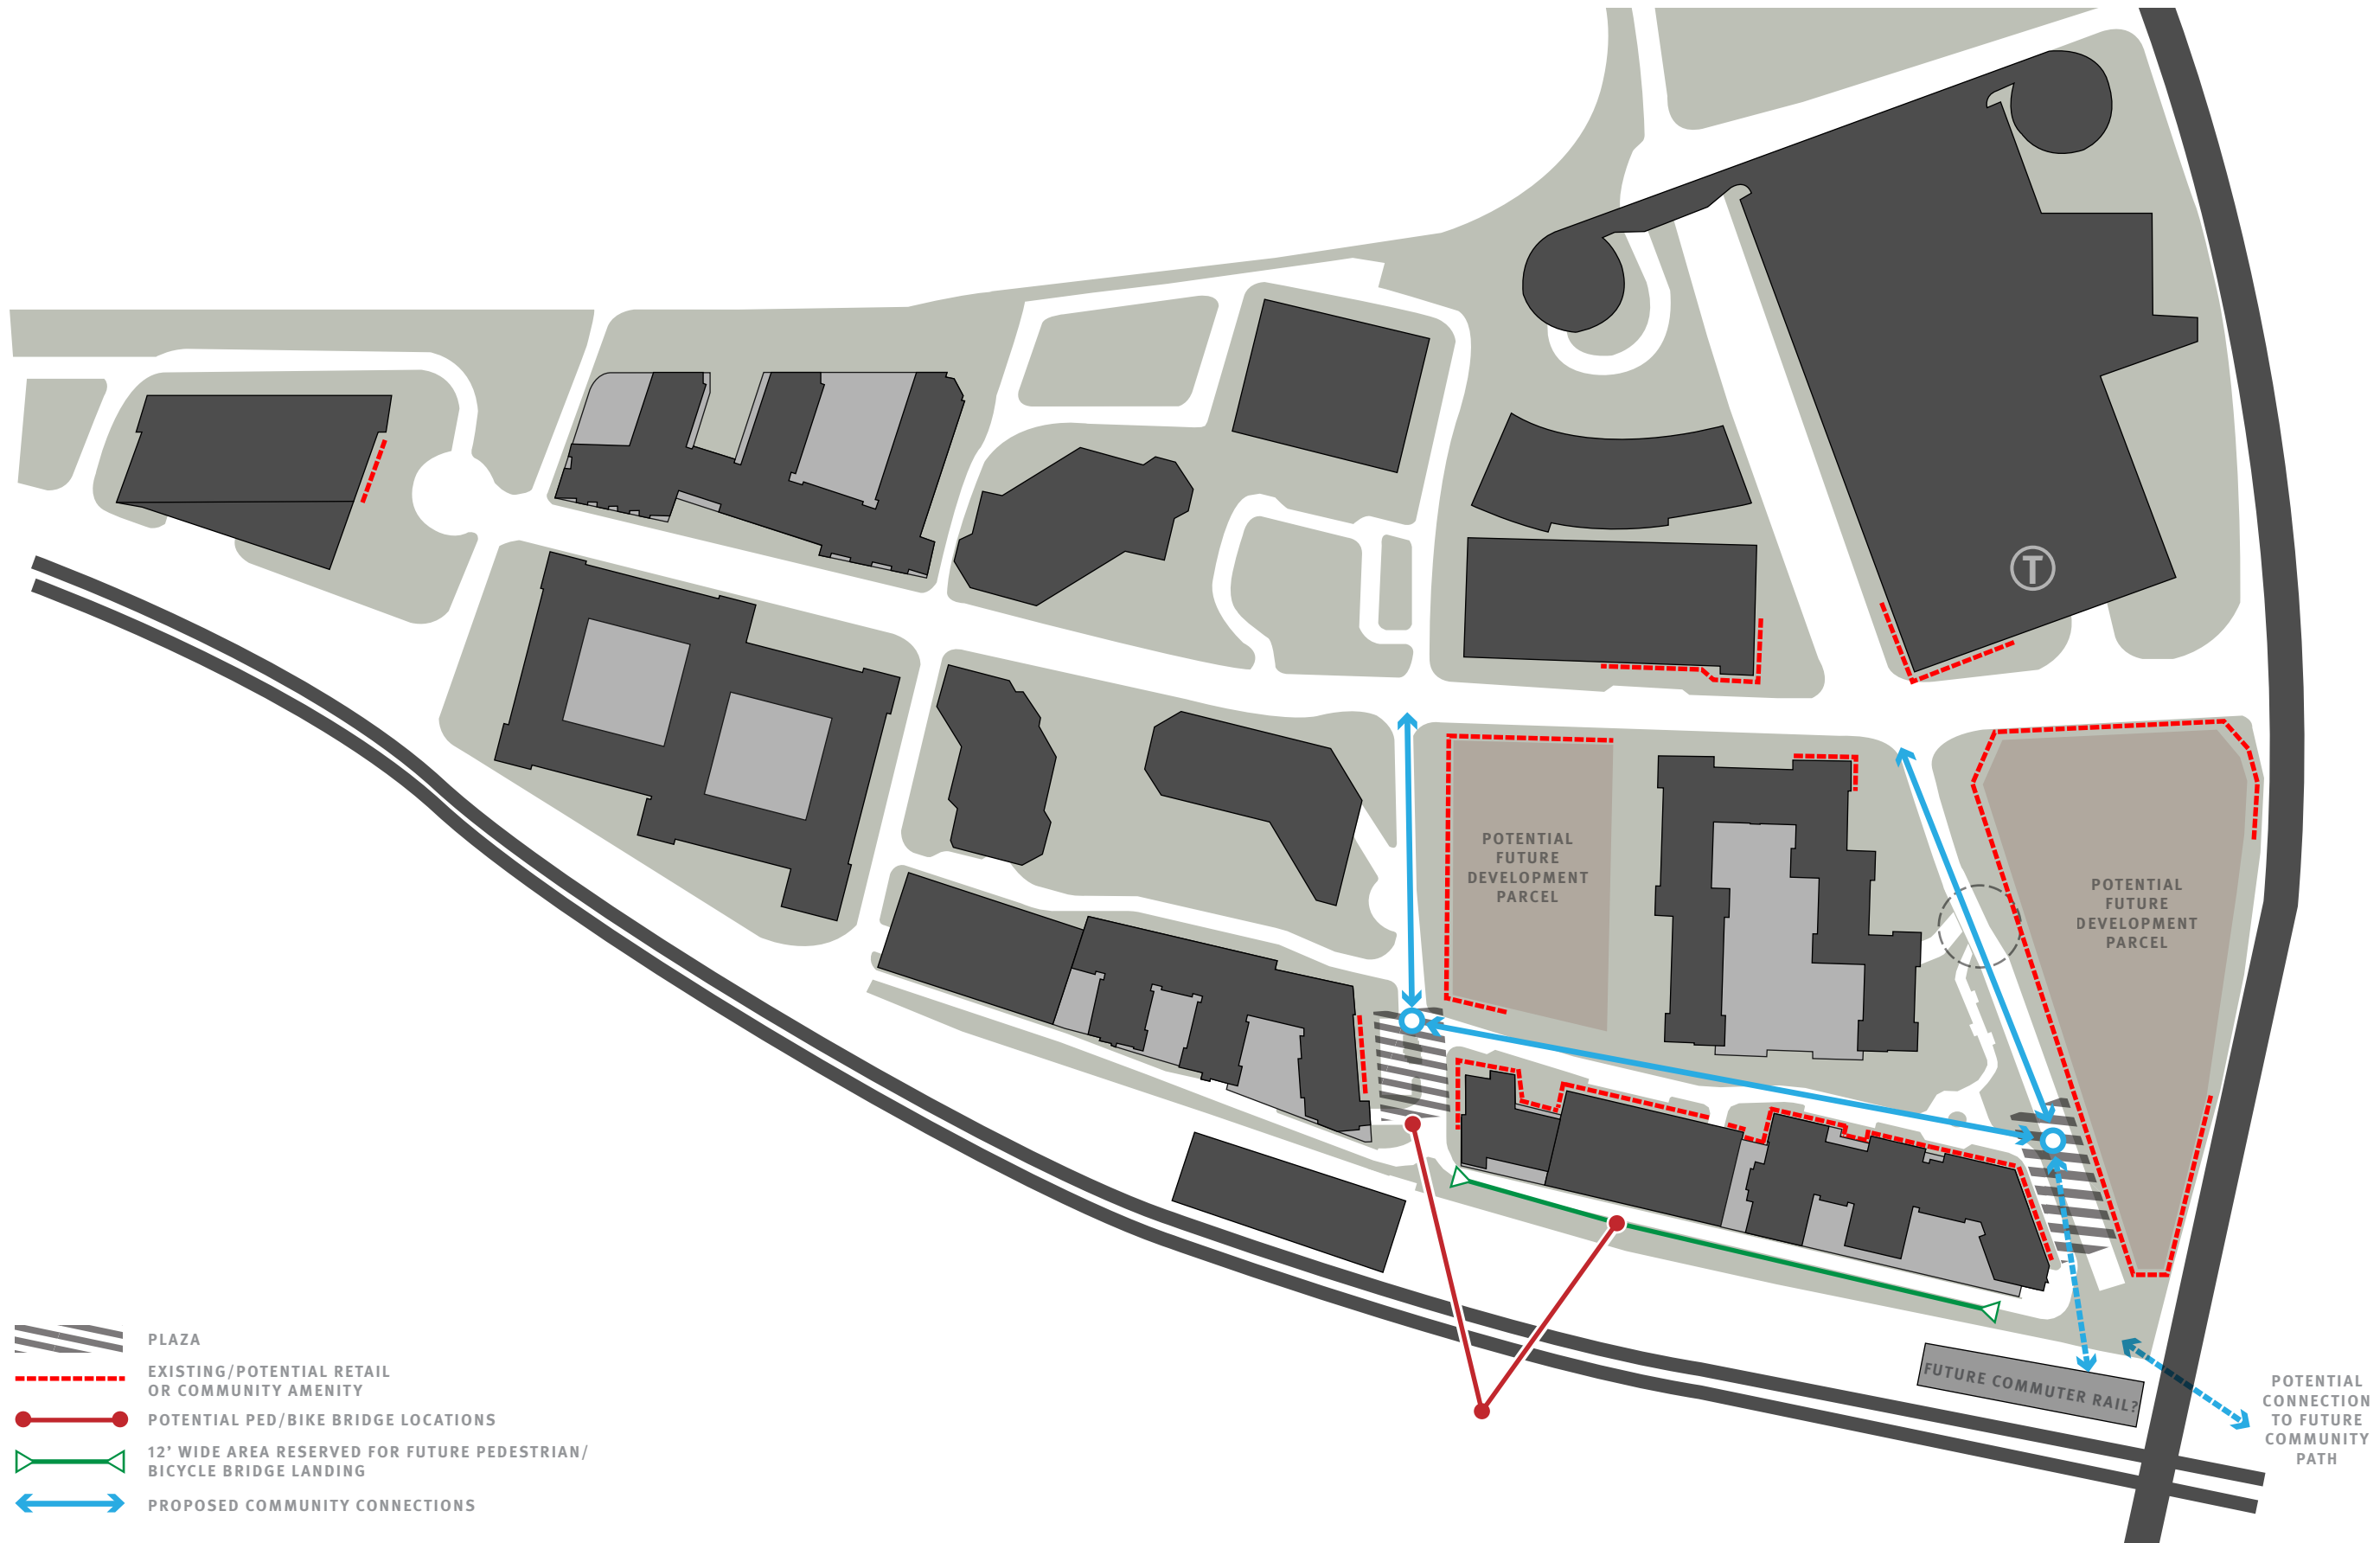 T
POTENTIAL
FUTURE
DEVELOPMENT
PARCEL
POTENTIAL
FUTURE
DEVELOPMENT
PARCEL
PLAZA
EXISTING/POTENTIAL RETAIL
OR COMMUNITY AMENITY
POTENTIAL PED/BIKE BRIDGE LOCATIONS
12’ WIDE AREA RESERVED FOR FUTURE PEDESTRIAN/
BICYCLE BRIDGE LANDING
PROPOSED COMMUNITY CONNECTIONS
FUTURE COMMUTER RAIL?
POTENTIAL
CONNECTION
TO FUTURE
COMMUNITY
PATH